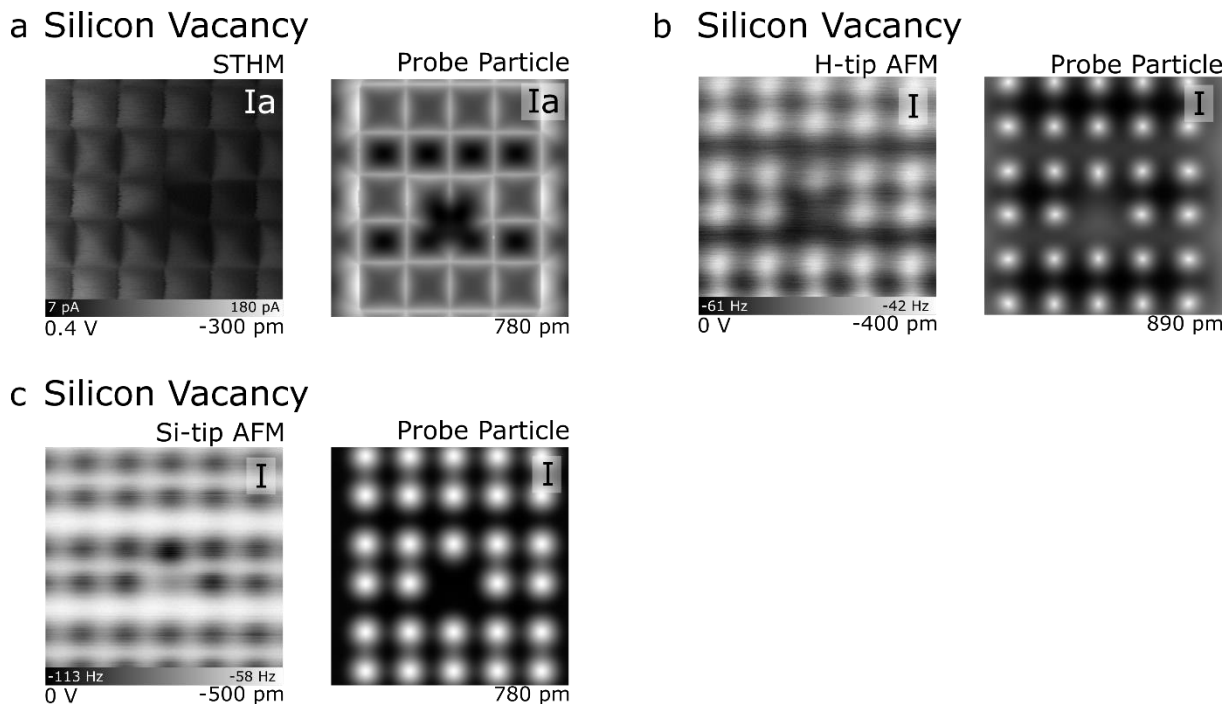 a Silicon Vacancy
STHM
Probe Particle
Ia
Ia
7 pA
180 pA
0.4 V
-300 pm
780 pm
b Silicon Vacancy
H-tip AFM
Probe Particle
I
I
-61 Hz
-42 Hz
0 V
-400 pm
890 pm
c Silicon Vacancy
Si-tip AFM
Probe Particle
I
I
-113 Hz
-58 Hz
0 V
-500 pm
780 pm